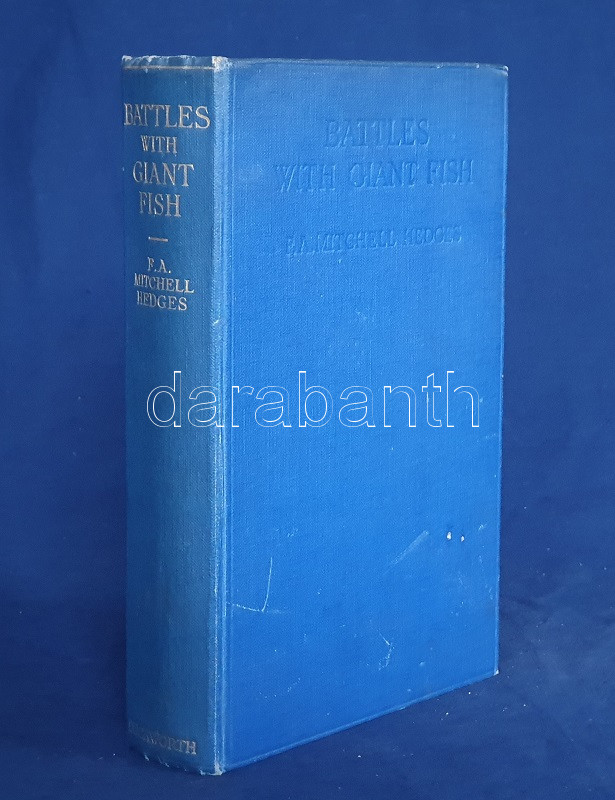 BATTLES
WITH
GIANT
FISH
F.A.
MITCHELL
HEDGES
BATTLES
WITH GIANT FISH
F.A. MITCHELL HEDGES
darabanth